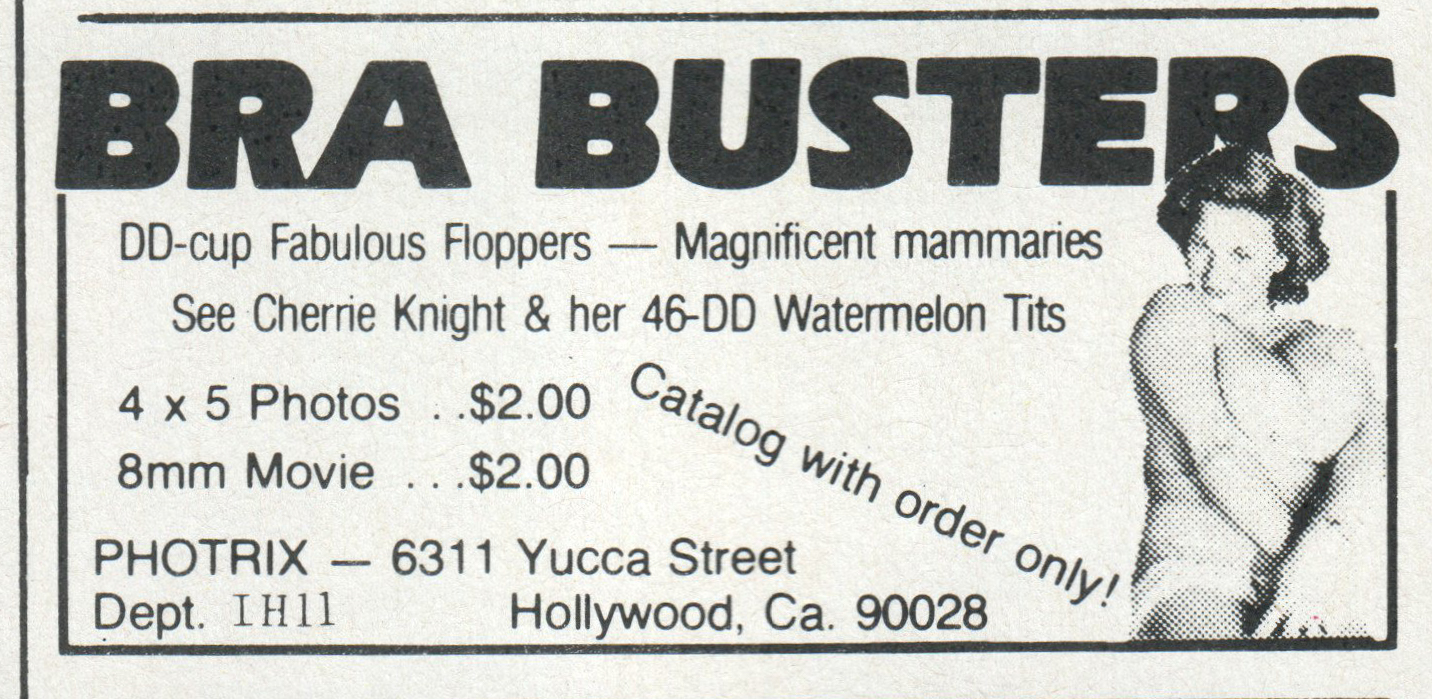 BRA BUSTERS
DD-cup Fabulous Floppers — Magnificent mammaries
See Cherrie Knight & her 46-DD Watermelon Tits
4 x 5 Photos . .$2.00
8mm Movie . . .$2.00
Catalog with order only!
PHOTRIX — 6311 Yucca Street
Dept. IH11 Hollywood, Ca. 90028